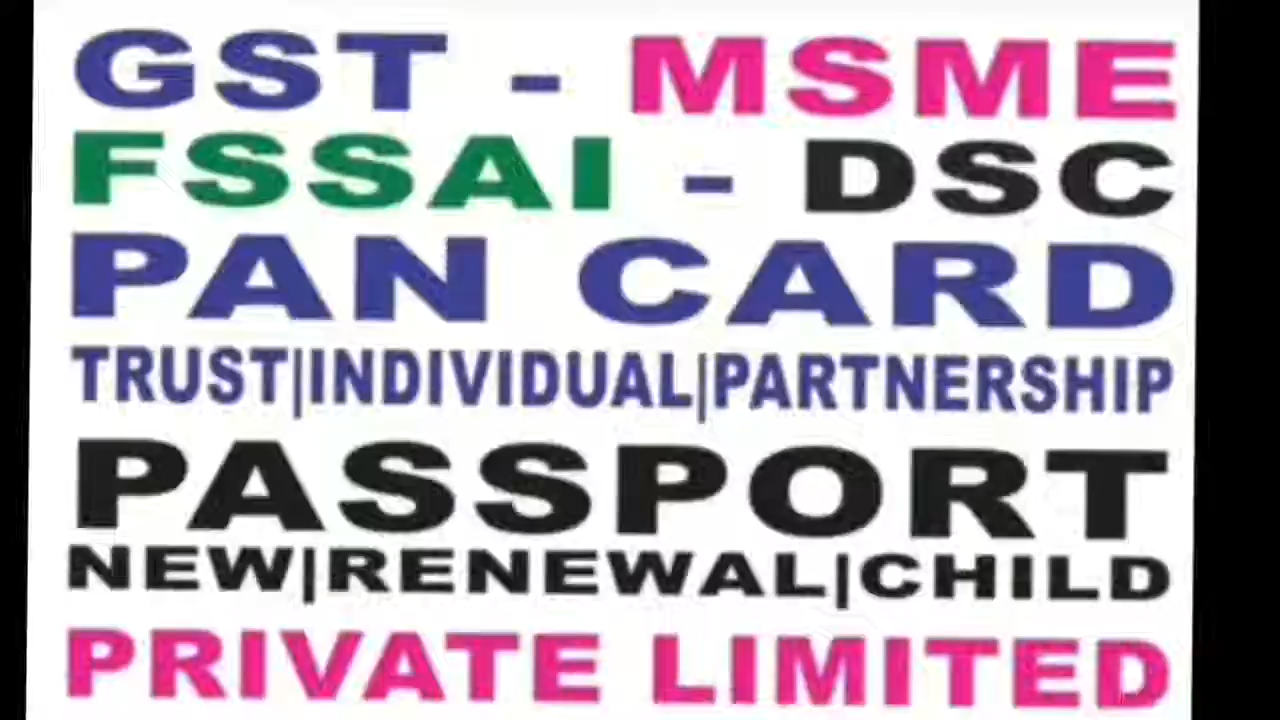 GST - MSME
FSSAI - DSC
PAN CARD
TRUST|INDIVIDUAL|PARTNERSHIP
PASSPORT
NEW|RENEWAL|CHILD
PRIVATE LIMITED